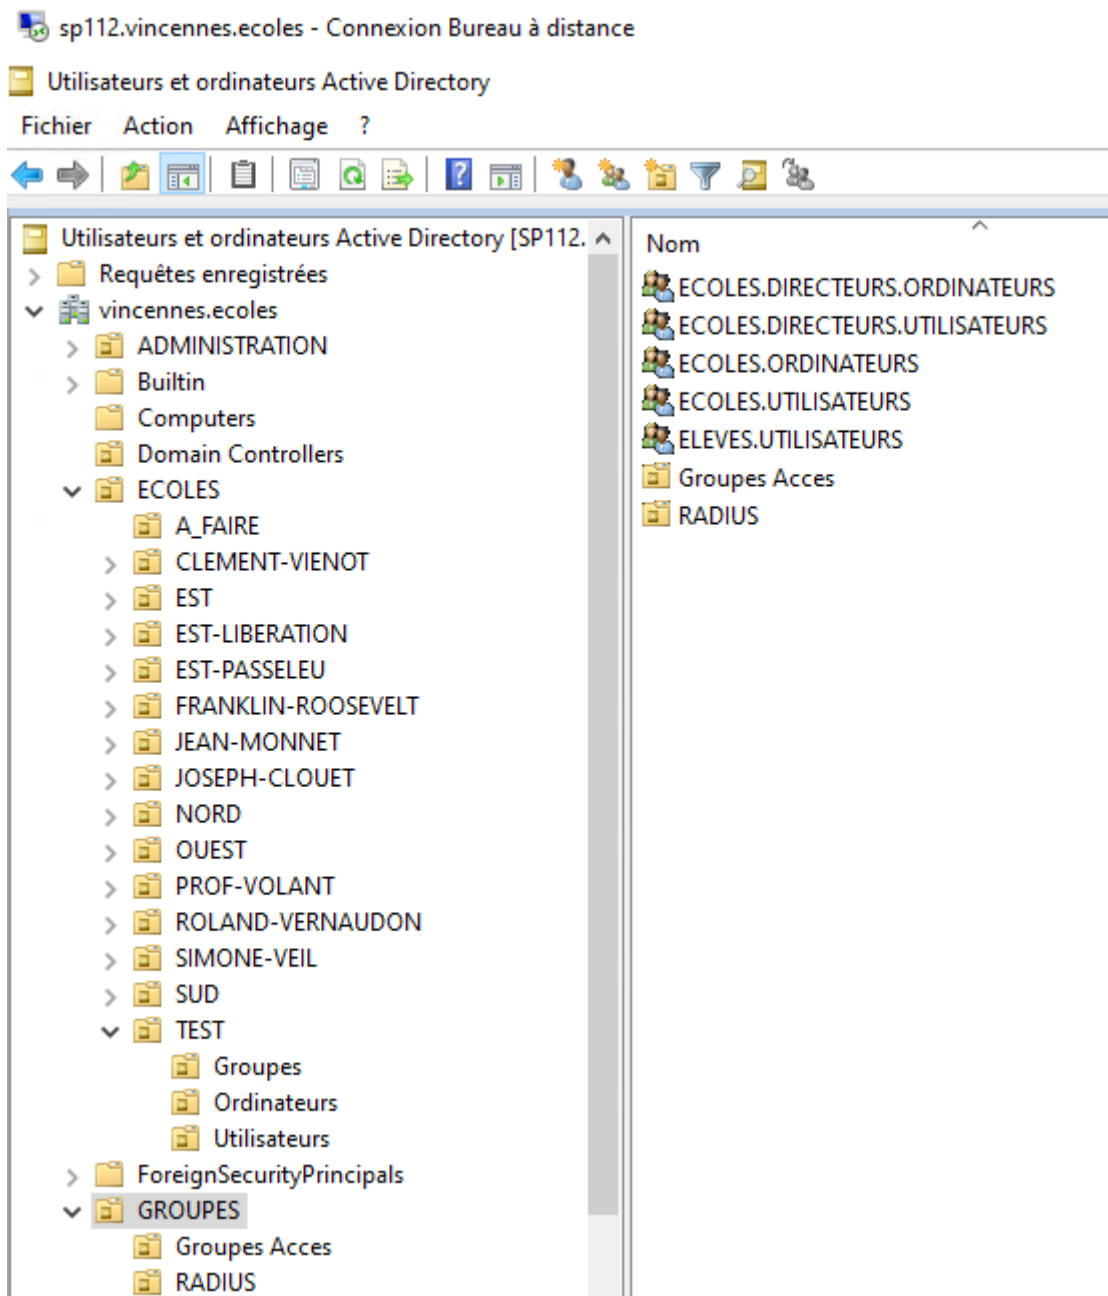 sp112.vincennes.ecoles - Connexion Bureau à distance
Utilisateurs et ordinateurs Active Directory
Fichier Action Affichage ?
Utilisateurs et ordinateurs Active Directory [SP112.
Requêtes enregistrées
vincennes.ecoles
ADMINISTRATION
Builtin
Computers
Domain Controllers
ECOLES
A_FAIRE
CLEMENT-VIENOT
EST
EST-LIBERATION
EST-PASSELEU
FRANKLIN-ROOSEVELT
JEAN-MONNET
JOSEPH-CLOUET
NORD
OUEST
PROF-VOLANT
ROLAND-VERNAUDON
SIMONE-VEIL
SUD
TEST
Groupes
Ordinateurs
Utilisateurs
ForeignSecurityPrincipals
GROUPES
Groupes Acces
RADIUS
Nom
ECOLES.DIRECTEURS.ORDINATEURS
ECOLES.DIRECTEURS.UTILISATEURS
ECOLES.ORDINATEURS
ECOLES.UTILISATEURS
ELEVES.UTILISATEURS
Groupes Acces
RADIUS